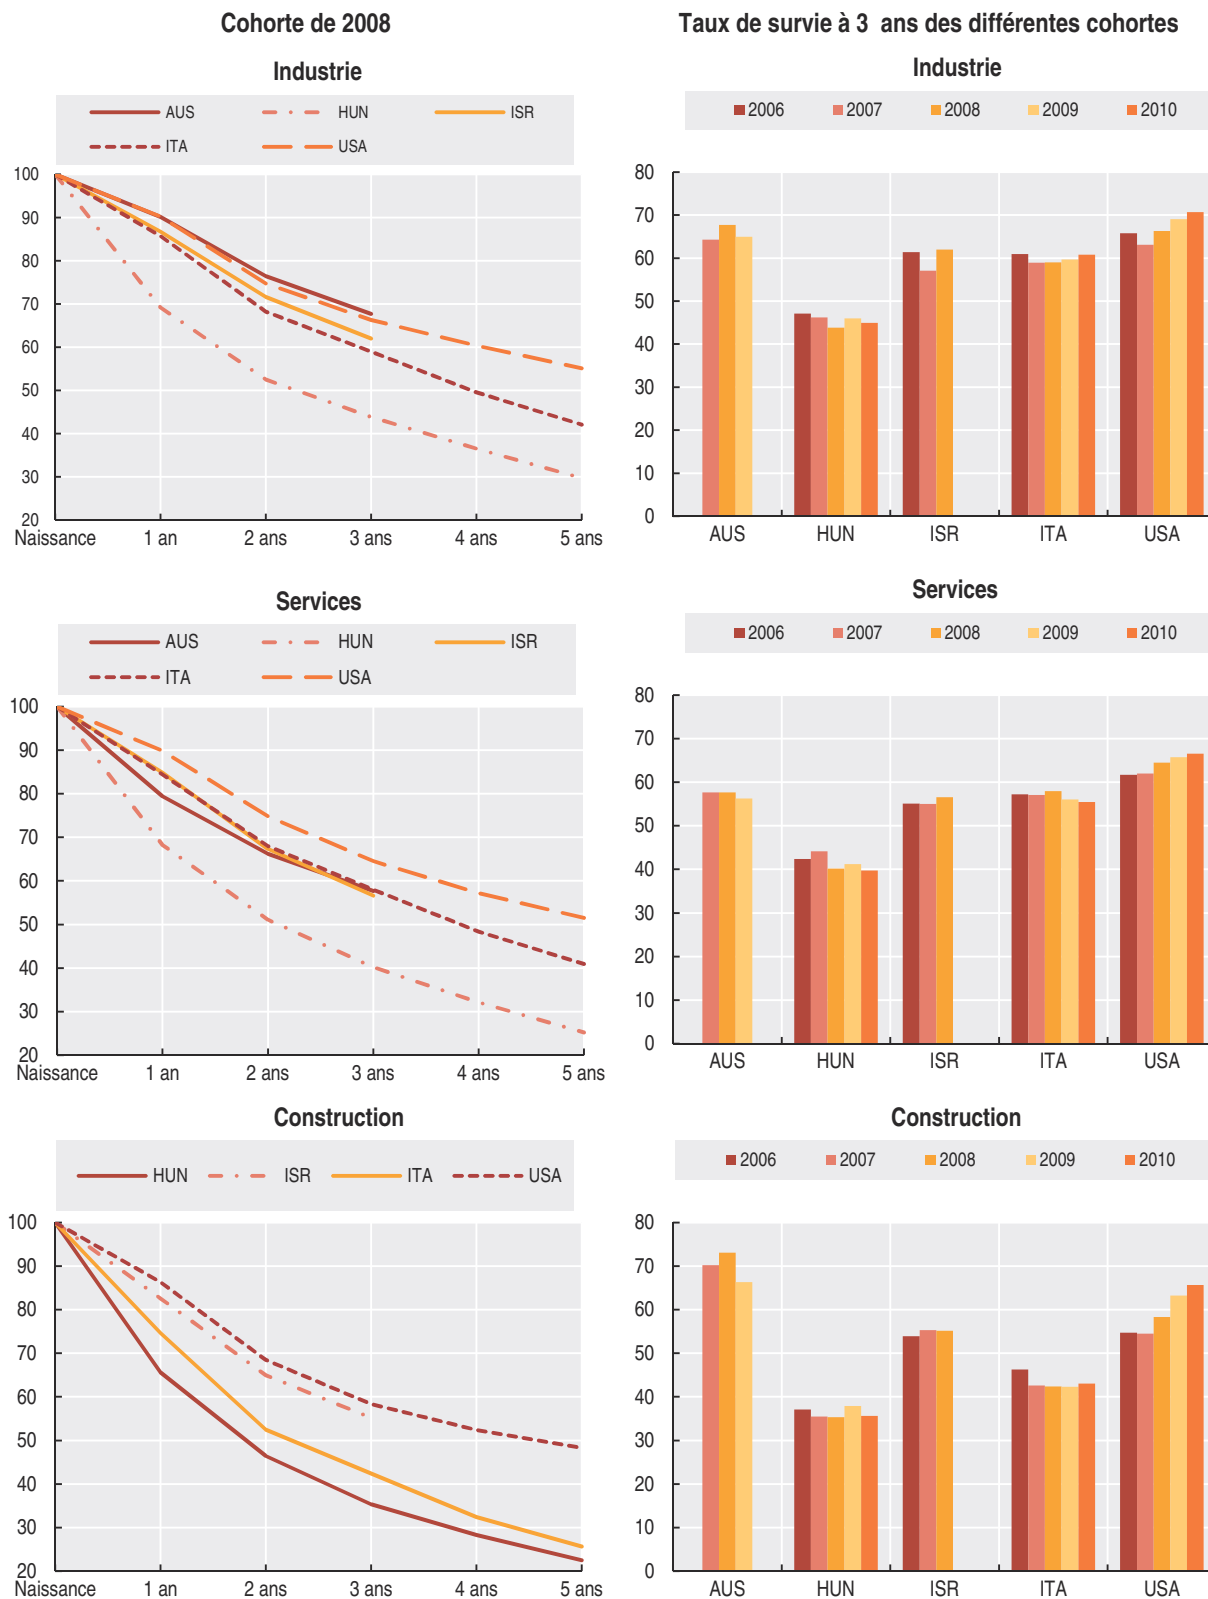 Cohorte de 2008
Industrie
AUS HUN ISR
ITA USA
100
90
80
70
60
50
40
30
20
Naissance 1 an 2 ans 3 ans 4 ans 5 ans
Services
AUS HUN ISR
ITA USA
100
90
80
70
60
50
40
30
20
Naissance 1 an 2 ans 3 ans 4 ans 5 ans
Construction
HUN ISR ITA USA
100
90
80
70
60
50
40
30
20
Naissance 1 an 2 ans 3 ans 4 ans 5 ans
Taux de survie à 3 ans des différentes cohortes
Industrie
2006 2007 2008 2009 2010
80
70
60
50
40
30
20
10
0
AUS HUN ISR ITA USA
Services
2006 2007 2008 2009 2010
80
70
60
50
40
30
20
10
0
AUS HUN ISR ITA USA
Construction
2006 2007 2008 2009 2010
80
70
60
50
40
30
20
10
0
AUS HUN ISR ITA USA